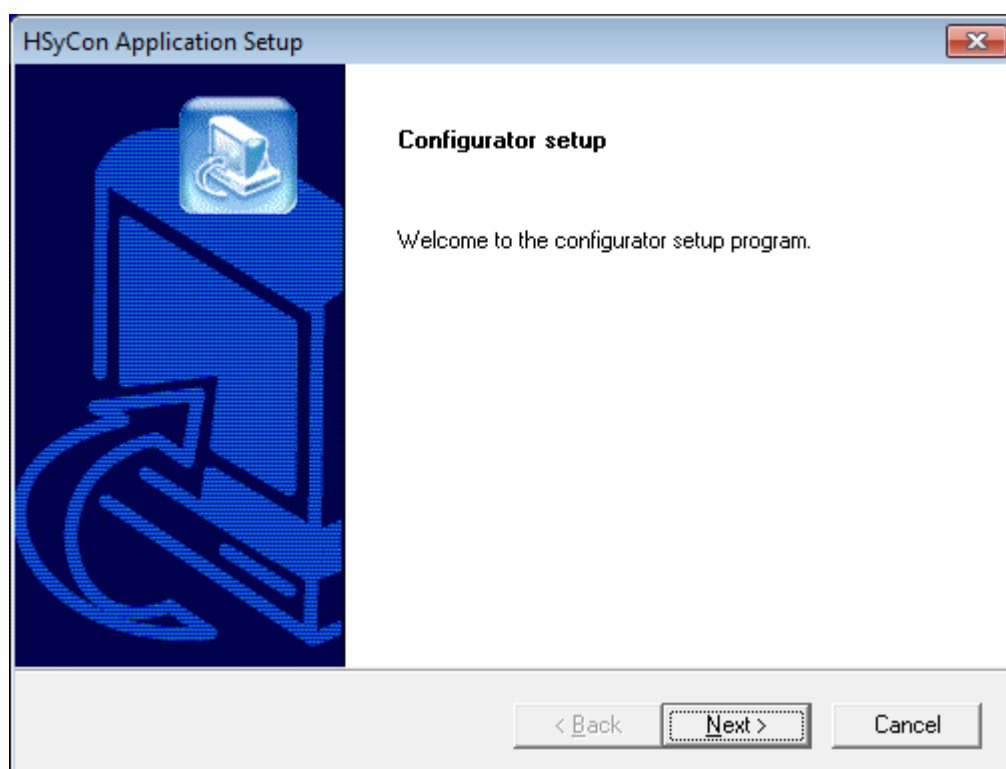 HSyCon Application Setup
Configurator setup
Welcome to the configurator setup program.
< Back Next > Cancel